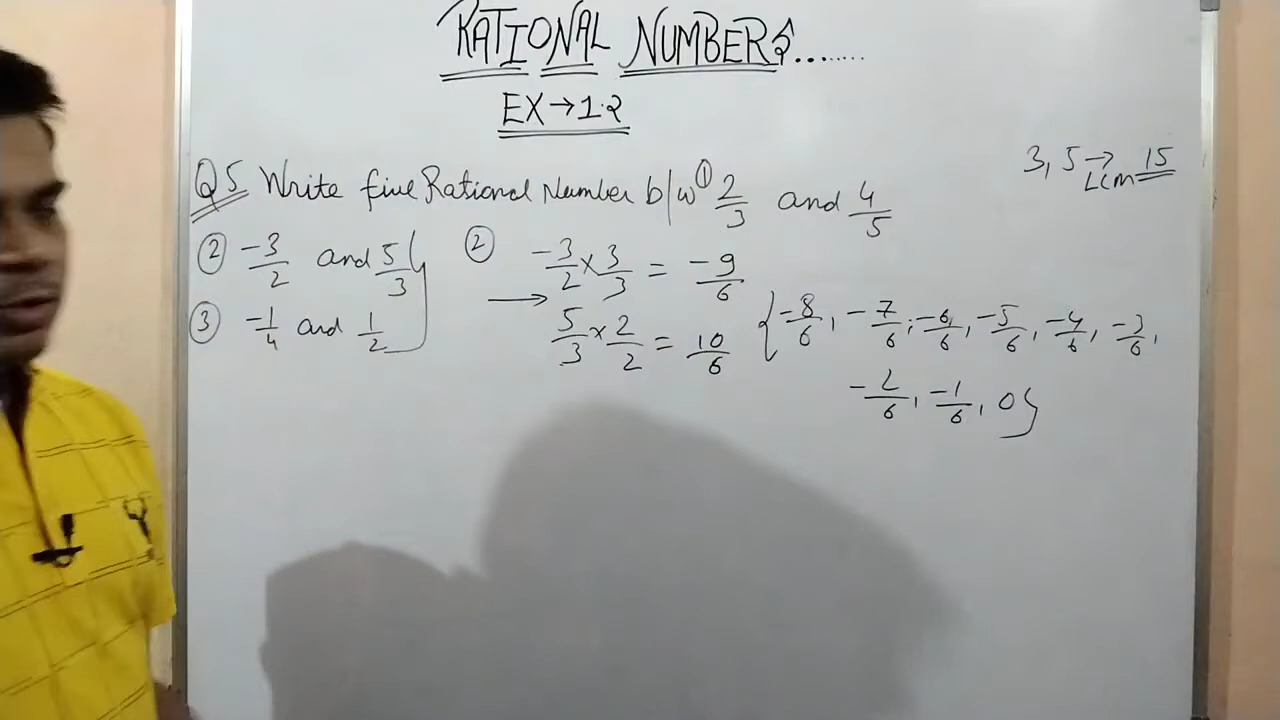 RATIONAL NUMBERS........
EX → 1.2
3, 5 → 15
LCM
Q5 Write five Rational Number b/w ① 2/3 and 4/5
② -3/2 and 5/3
③ -1/4 and 1/2
② -3/2 × 3/3 = -9/6
→ 5/3 × 2/2 = 10/6
{-8/6, -7/6, -6/6, -5/6, -4/6, -3/6,
-2/6, -1/6, 0}